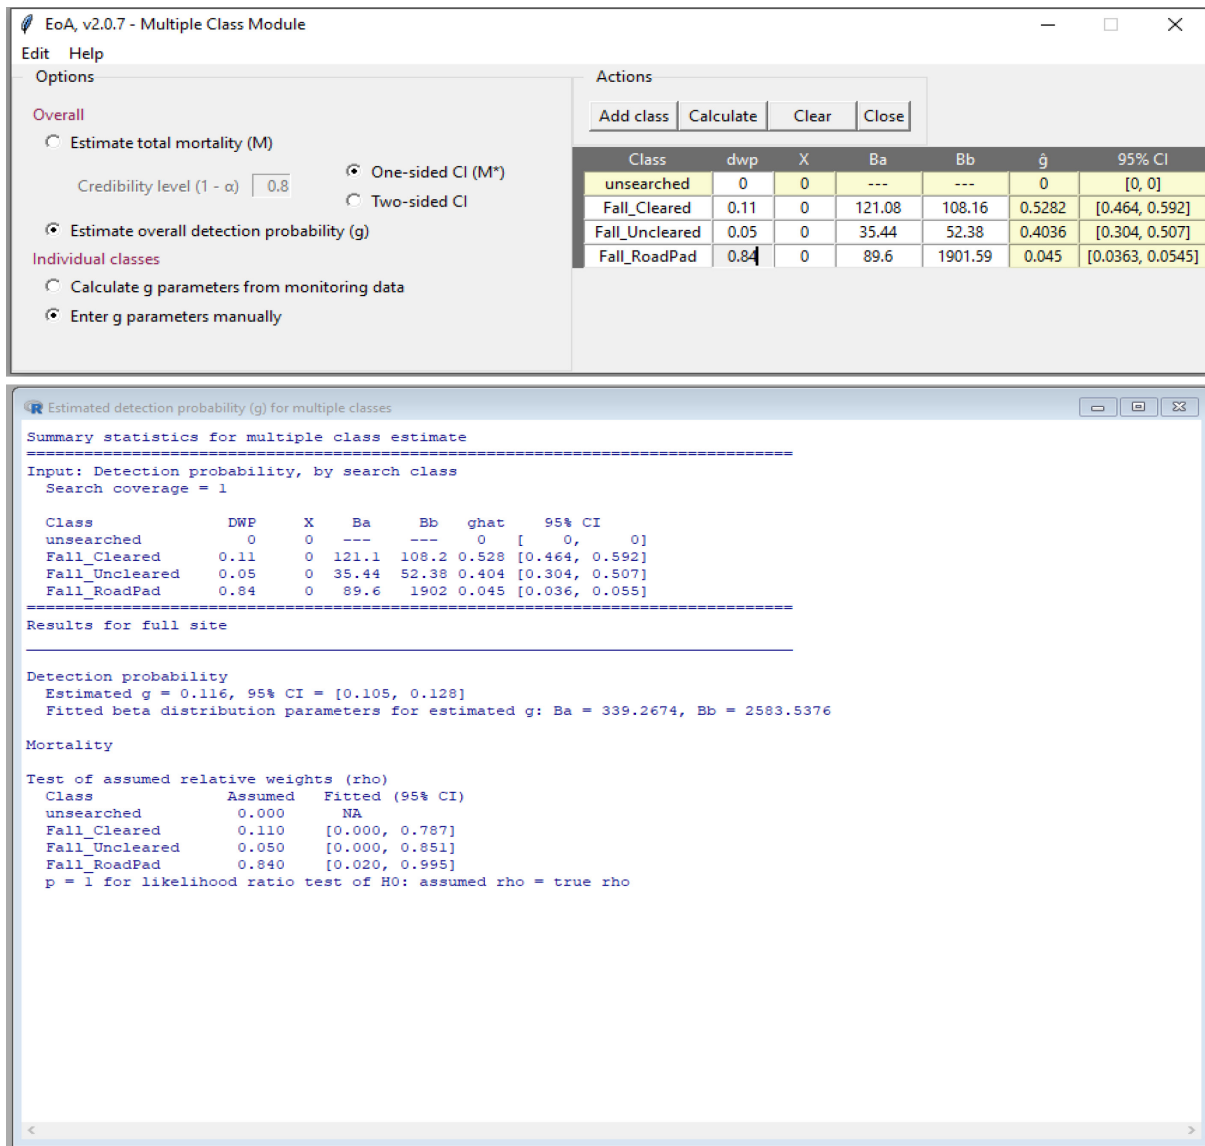 EoA, v2.0.7 - Multiple Class Module
Edit Help
Options
Overall
Estimate total mortality (M)
Credibility level (1 - α) 0.8
One-sided CI (M*)
Two-sided CI
Estimate overall detection probability (g)
Individual classes
Calculate g parameters from monitoring data
Enter g parameters manually
Actions
Add class Calculate Clear Close
Class dwp X Ba Bb ĝ 95% CI
unsearched 0 0 --- --- 0 [0, 0]
Fall_Cleared 0.11 0 121.08 108.16 0.5282 [0.464, 0.592]
Fall_Uncleared 0.05 0 35.44 52.38 0.4036 [0.304, 0.507]
Fall_RoadPad 0.84 0 89.6 1901.59 0.045 [0.0363, 0.0545]
Estimated detection probability (g) for multiple classes
Summary statistics for multiple class estimate
================================================================================
Input: Detection probability, by search class
Search coverage = 1
Class DWP X Ba Bb ghat 95% CI
unsearched 0 0 --- --- 0 [ 0, 0]
Fall_Cleared 0.11 0 121.1 108.2 0.528 [0.464, 0.592]
Fall_Uncleared 0.05 0 35.44 52.38 0.404 [0.304, 0.507]
Fall_RoadPad 0.84 0 89.6 1902 0.045 [0.036, 0.055]
================================================================================
Results for full site
________________________________________________________________________________
Detection probability
Estimated g = 0.116, 95% CI = [0.105, 0.128]
Fitted beta distribution parameters for estimated g: Ba = 339.2674, Bb = 2583.5376
Mortality
Test of assumed relative weights (rho)
Class Assumed Fitted (95% CI)
unsearched 0.000 NA
Fall_Cleared 0.110 [0.000, 0.787]
Fall_Uncleared 0.050 [0.000, 0.851]
Fall_RoadPad 0.840 [0.020, 0.995]
p = 1 for likelihood ratio test of H0: assumed rho = true rho